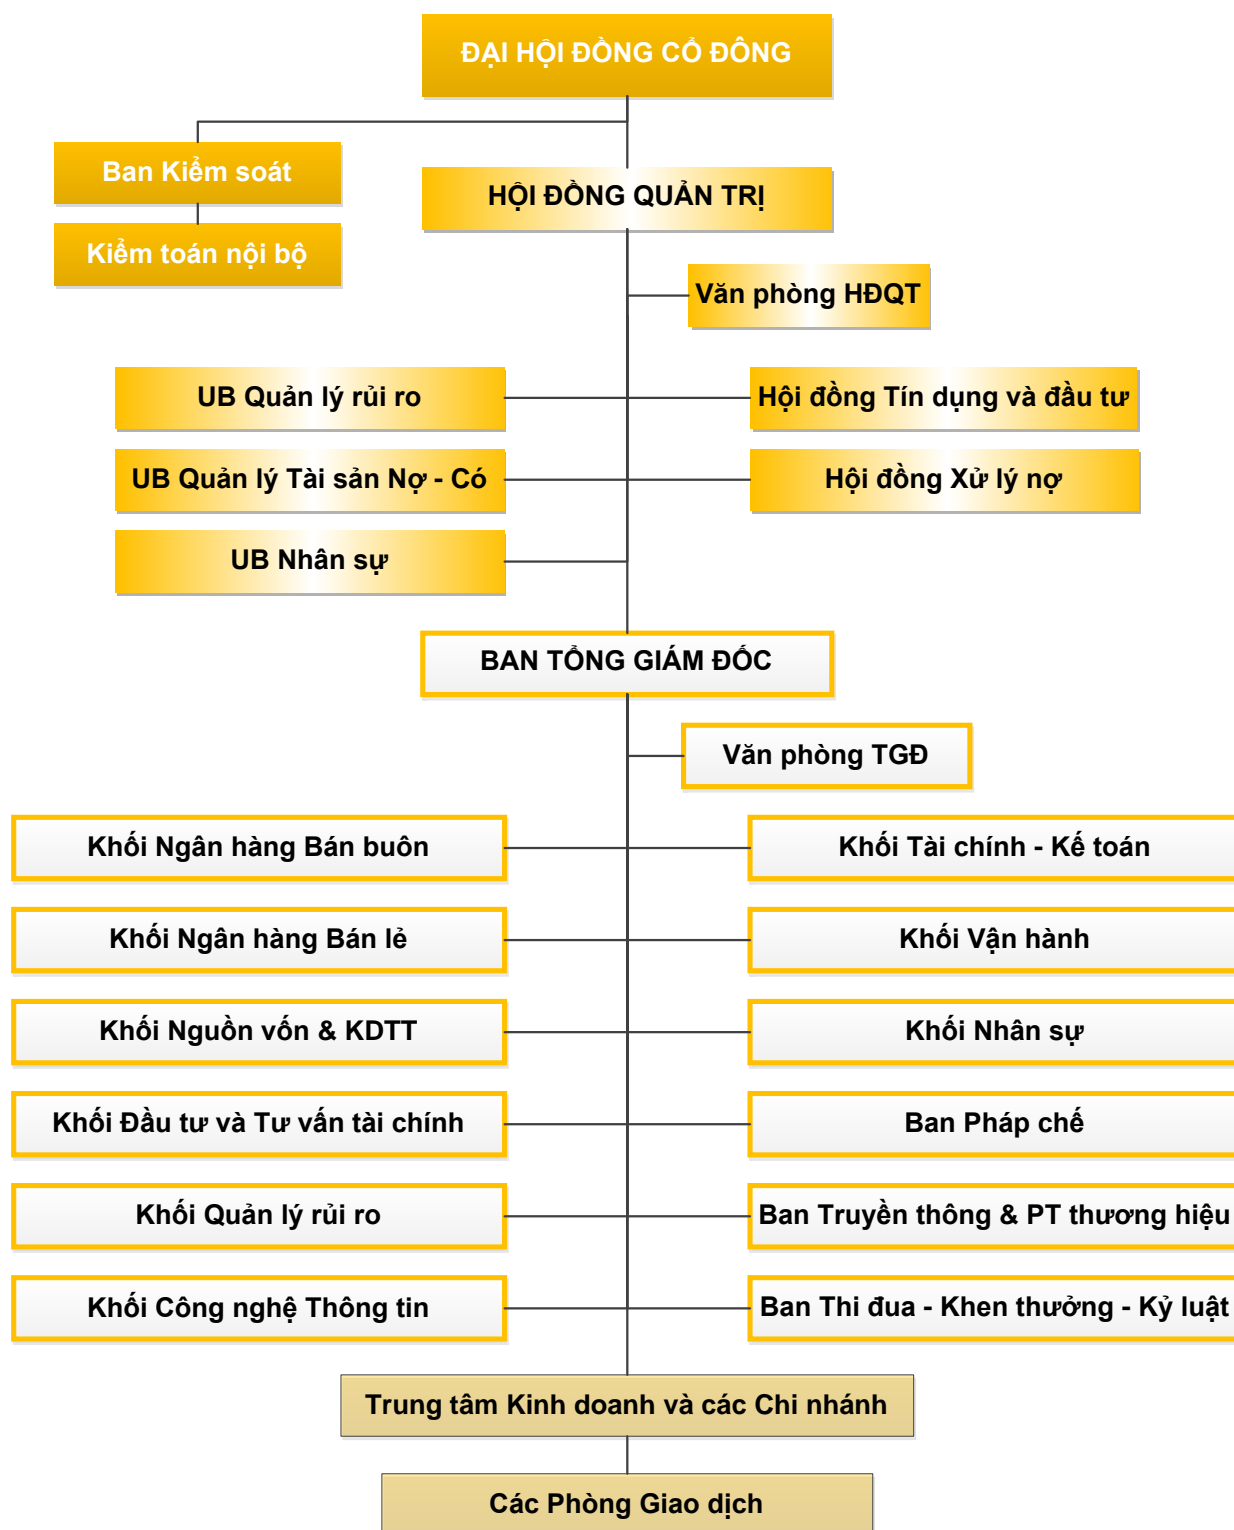 ĐẠI HỘI ĐỒNG CỔ ĐÔNG
Ban Kiểm soát
HỘI ĐỒNG QUẢN TRỊ
Kiểm toán nội bộ
Văn phòng HĐQT
UB Quản lý rủi ro
Hội đồng Tín dụng và đầu tư
UB Quản lý Tài sản Nợ - Có
Hội đồng Xử lý nợ
UB Nhân sự
BAN TỔNG GIÁM ĐỐC
Văn phòng TGĐ
Khối Ngân hàng Bán buôn
Khối Tài chính - Kế toán
Khối Ngân hàng Bán lẻ
Khối Vận hành
Khối Nguồn vốn & KDTT
Khối Nhân sự
Khối Đầu tư và Tư vấn tài chính
Ban Pháp chế
Khối Quản lý rủi ro
Ban Truyền thông & PT thương hiệu
Khối Công nghệ Thông tin
Ban Thi đua - Khen thưởng - Kỷ luật
Trung tâm Kinh doanh và các Chi nhánh
Các Phòng Giao dịch